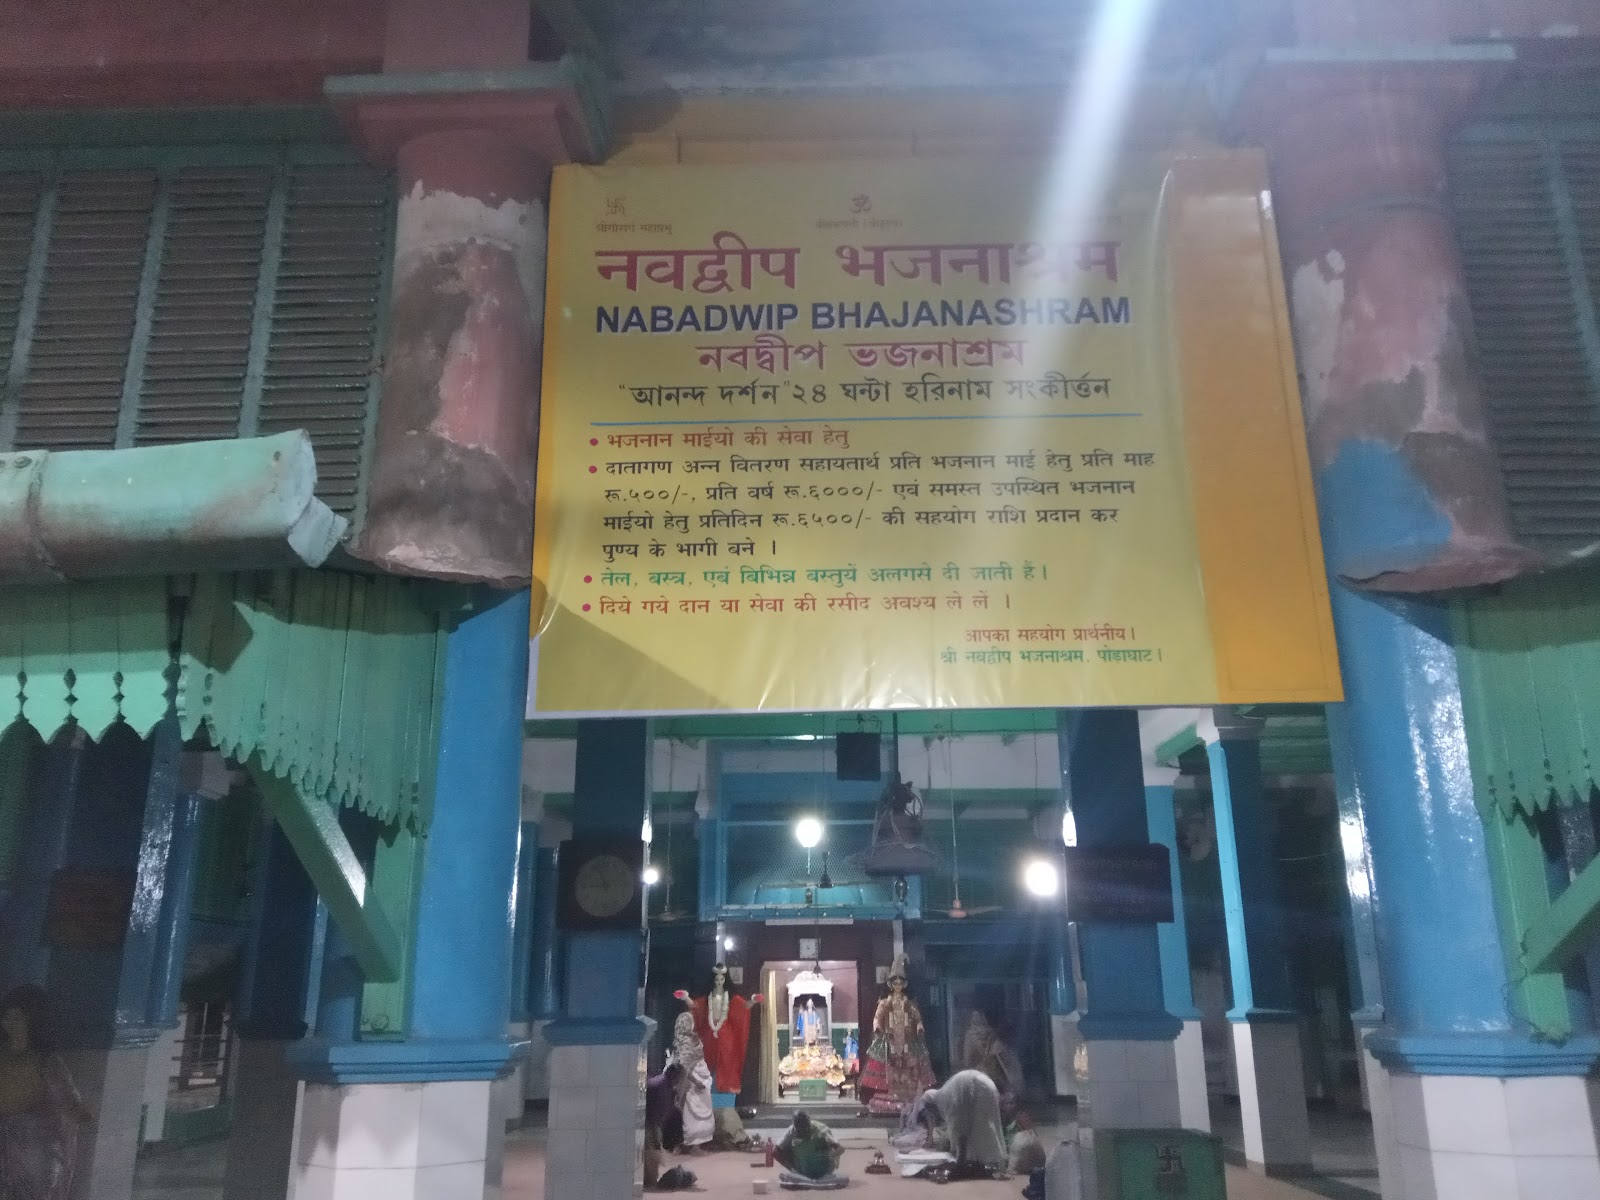 ॐ
नवद्वीप भजनाश्रम
NABADWIP BHAJANASHRAM
নবদ্বীপ ভজনাশ্রম
"আনন্দ দর্শন" ২৪ ঘন্টা হরিনাম সংকীর্ত্তন
• भजनान माईयो की सेवा हेतु
• दातागण अन्न वितरण सहायतार्थ प्रति भजनान माई हेतु प्रति माह
रू.५००/-, प्रति वर्ष रू.६०००/- एवं समस्त उपस्थित भजनान
माईयो हेतु प्रतिदिन रू.६५००/- की सहयोग राशि प्रदान कर
पुण्य के भागी बने ।
• तेल, बस्त्र, एबं बिभिन्न बस्तुयें अलगसे दी जाती हैं ।
• दिये गये दान या सेवा की रसीद अवश्य ले लें ।
आपका सहयोग प्रार्थनीय ।
श्री नवद्वीप भजनाश्रम, पोडाघाट ।